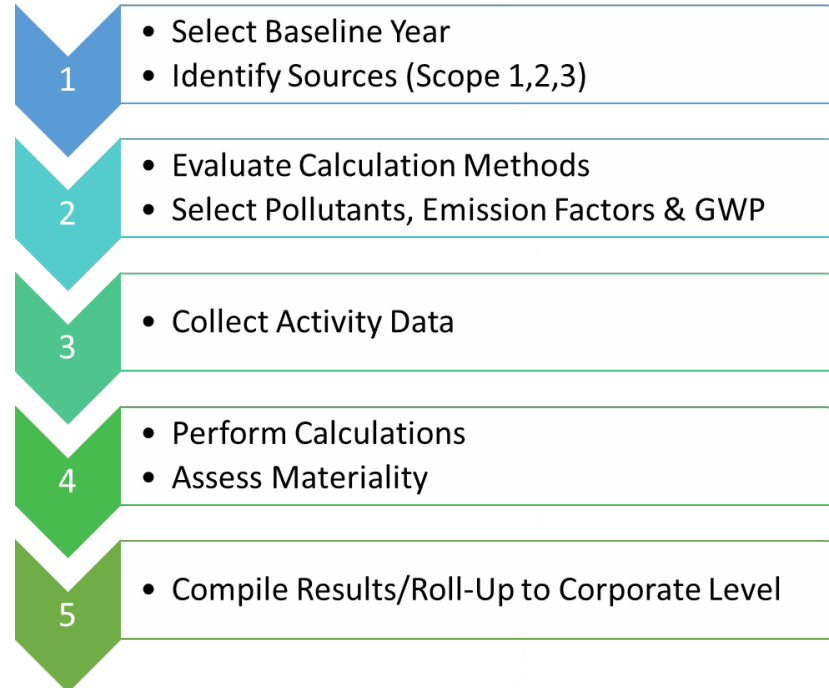 1
• Select Baseline Year
• Identify Sources (Scope 1,2,3)
2
• Evaluate Calculation Methods
• Select Pollutants, Emission Factors & GWP
3
• Collect Activity Data
4
• Perform Calculations
• Assess Materiality
5
• Compile Results/Roll-Up to Corporate Level